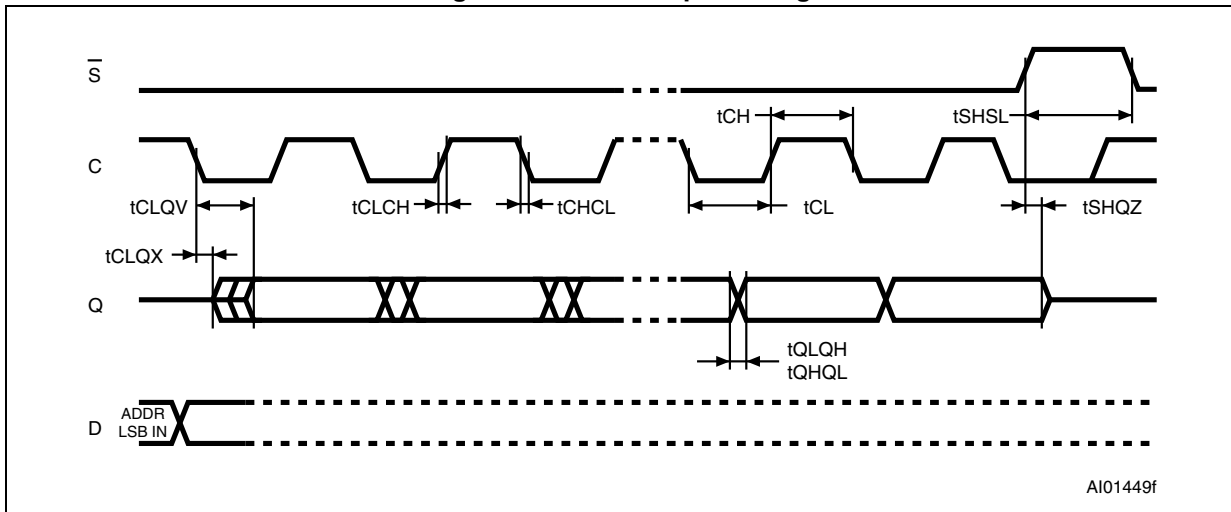 S
tCH
tSHSL
C
tCLQV
tCLCH
tCHCL
tCL
tSHQZ
tCLQX
Q
tQLQH
tQHQL
ADDR
D
LSB IN
AI01449f